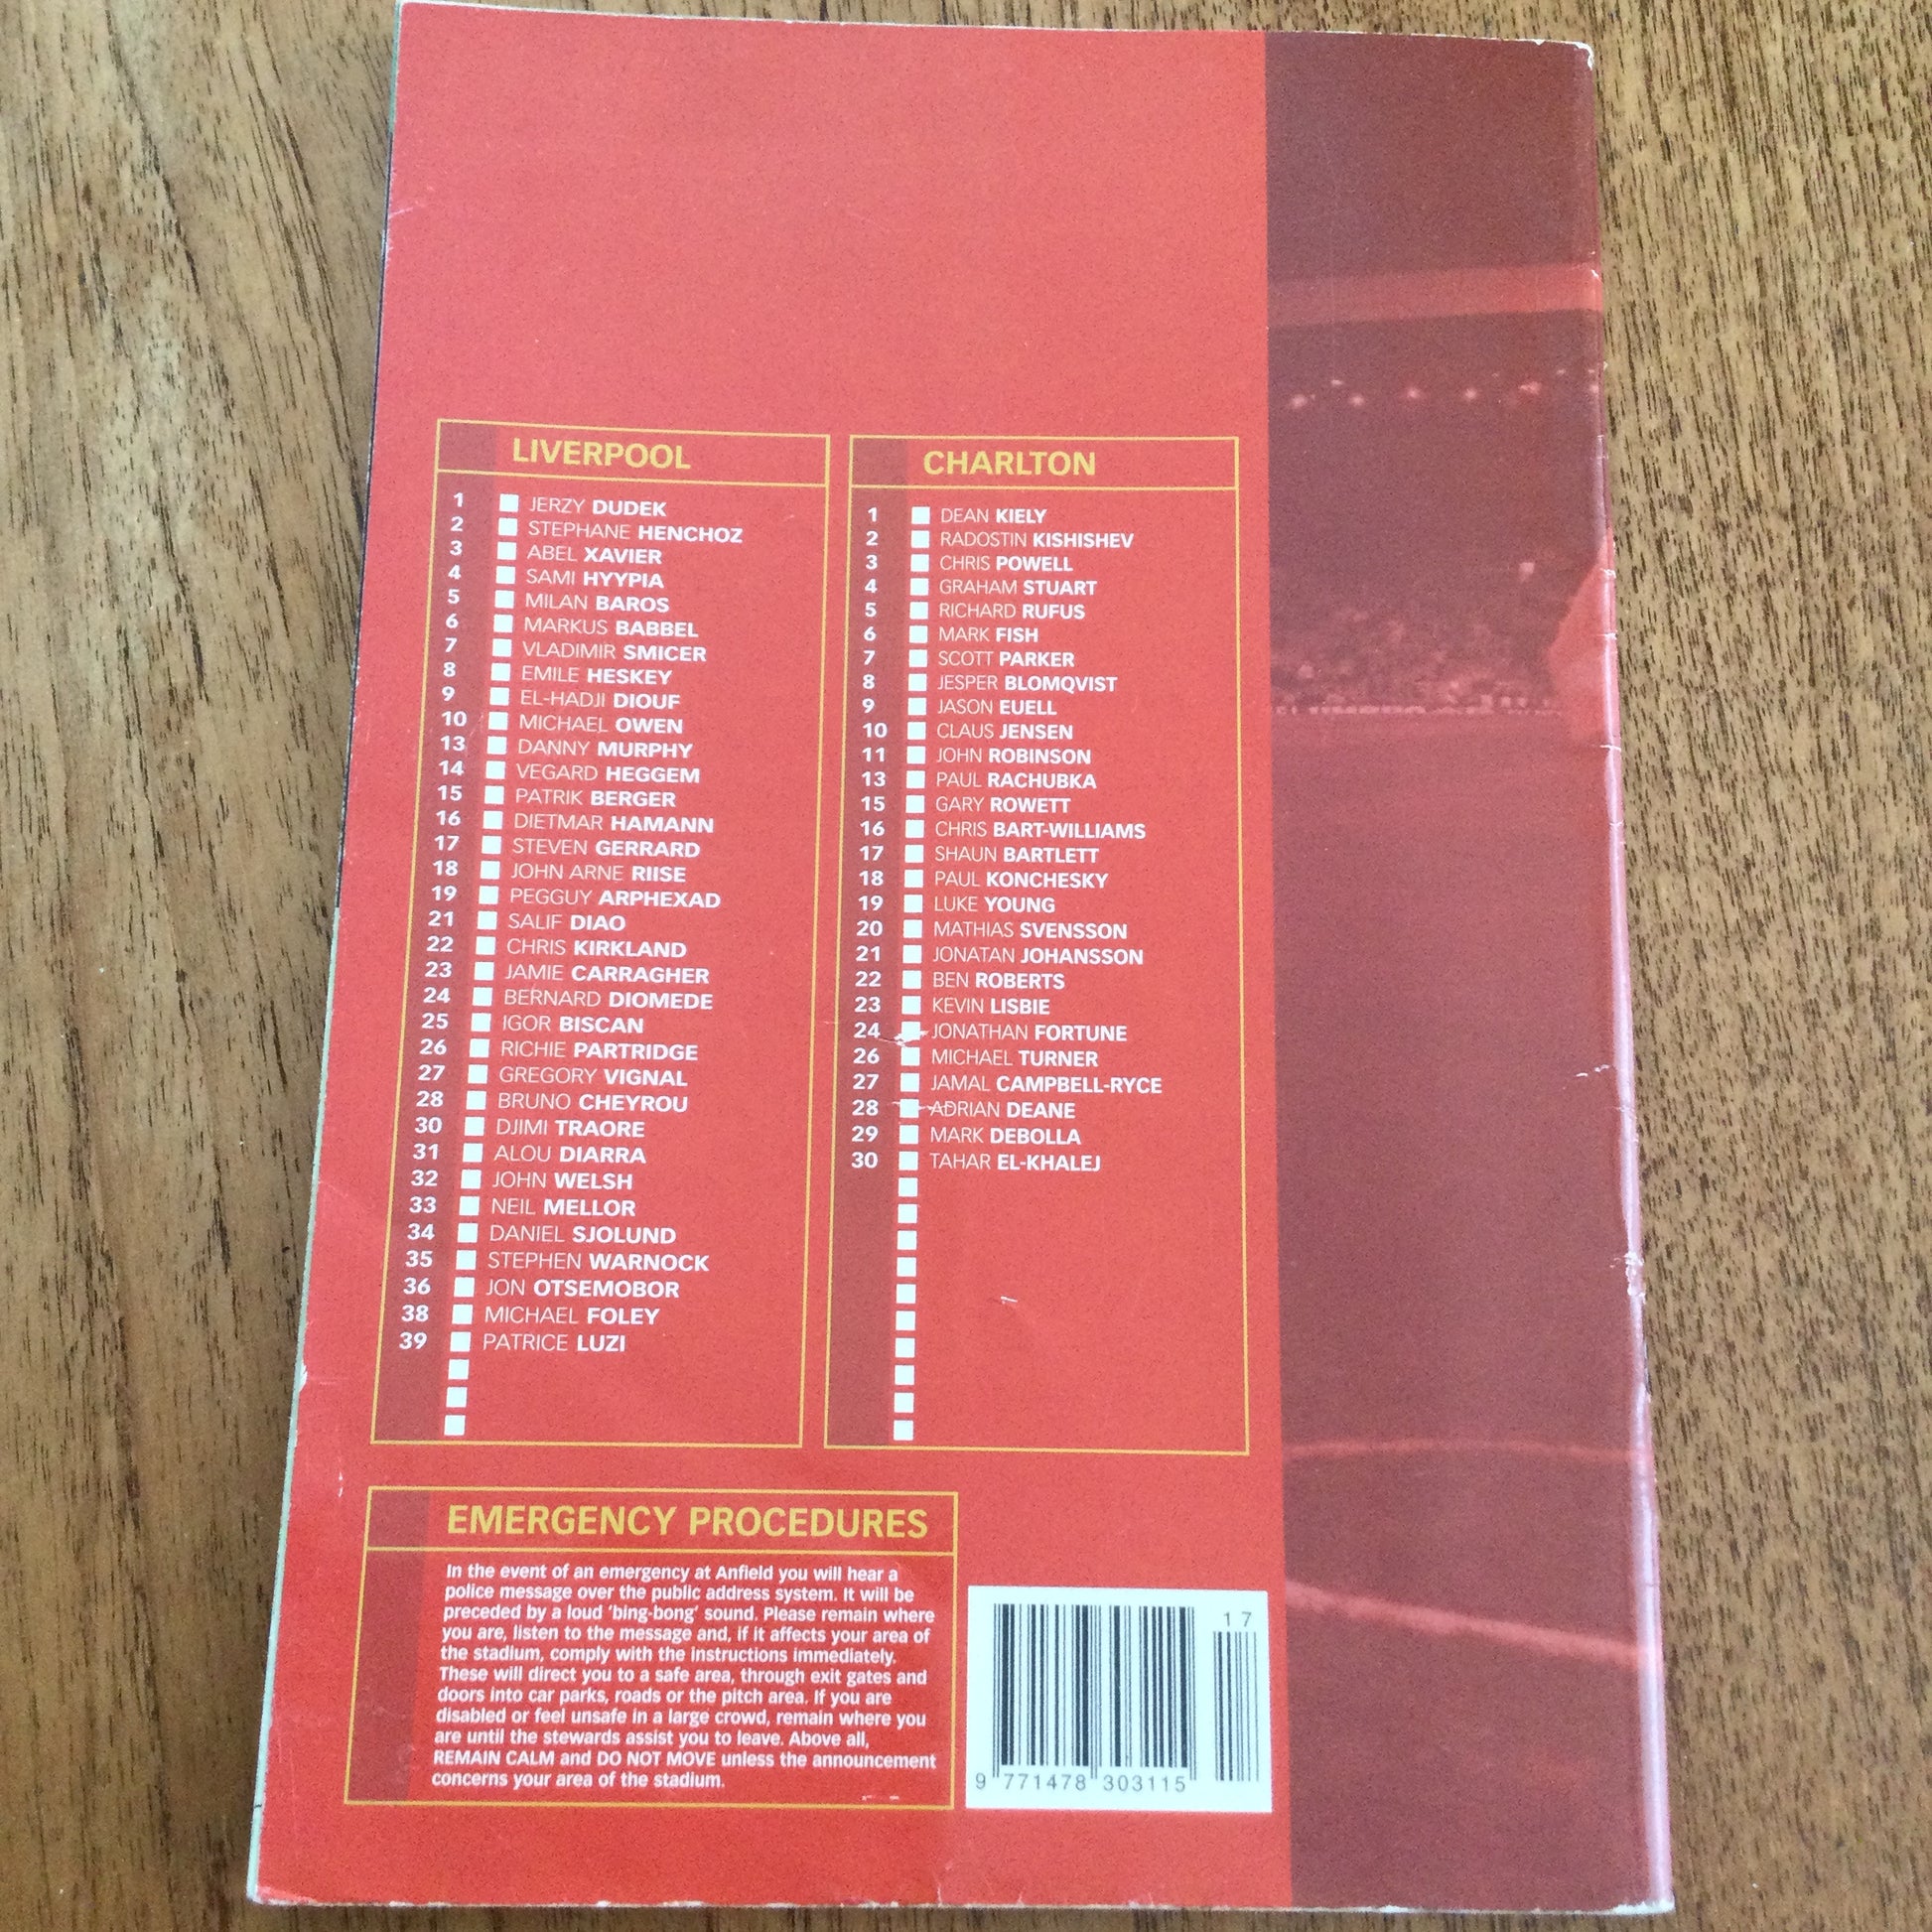 LIVERPOOL
1 JERZY DUDEK
2 STEPHANE HENCHOZ
3 ABEL XAVIER
4 SAMI HYYPIA
5 MILAN BAROS
6 MARKUS BABBEL
7 VLADIMIR SMICER
8 EMILE HESKEY
9 EL-HADJI DIOUF
10 MICHAEL OWEN
13 DANNY MURPHY
14 VEGARD HEGGEM
15 PATRIK BERGER
16 DIETMAR HAMANN
17 STEVEN GERRARD
18 JOHN ARNE RIISE
19 PEGGUY ARPHEXAD
21 SALIF DIAO
22 CHRIS KIRKLAND
23 JAMIE CARRAGHER
24 BERNARD DIOMEDE
25 IGOR BISCAN
26 RICHIE PARTRIDGE
27 GREGORY VIGNAL
28 BRUNO CHEYROU
30 DJIMI TRAORE
31 ALOU DIARRA
32 JOHN WELSH
33 NEIL MELLOR
34 DANIEL SJOLUND
35 STEPHEN WARNOCK
36 JON OTSEMOBOR
38 MICHAEL FOLEY
39 PATRICE LUZI
CHARLTON
1 DEAN KIELY
2 RADOSTIN KISHISHEV
3 CHRIS POWELL
4 GRAHAM STUART
5 RICHARD RUFUS
6 MARK FISH
7 SCOTT PARKER
8 JESPER BLOMQVIST
9 JASON EUELL
10 CLAUS JENSEN
11 JOHN ROBINSON
13 PAUL RACHUBKA
15 GARY ROWETT
16 CHRIS BART-WILLIAMS
17 SHAUN BARTLETT
18 PAUL KONCHESKY
19 LUKE YOUNG
20 MATHIAS SVENSSON
21 JONATAN JOHANSSON
22 BEN ROBERTS
23 KEVIN LISBIE
24 JONATHAN FORTUNE
26 MICHAEL TURNER
27 JAMAL CAMPBELL-RYCE
28 ADRIAN DEANE
29 MARK DEBOLLA
30 TAHAR EL-KHALEJ
EMERGENCY PROCEDURES
In the event of an emergency at Anfield you will hear a
police message over the public address system. It will be
preceded by a loud 'bing-bong' sound. Please remain where
you are, listen to the message and, if it affects your area of
the stadium, comply with the instructions immediately.
These will direct you to a safe area, through exit gates and
doors into car parks, roads or the pitch area. If you are
disabled or feel unsafe in a large crowd, remain where you
are until the stewards assist you to leave. Above all,
REMAIN CALM and DO NOT MOVE unless the announcement
concerns your area of the stadium.
17
9 771478 303115